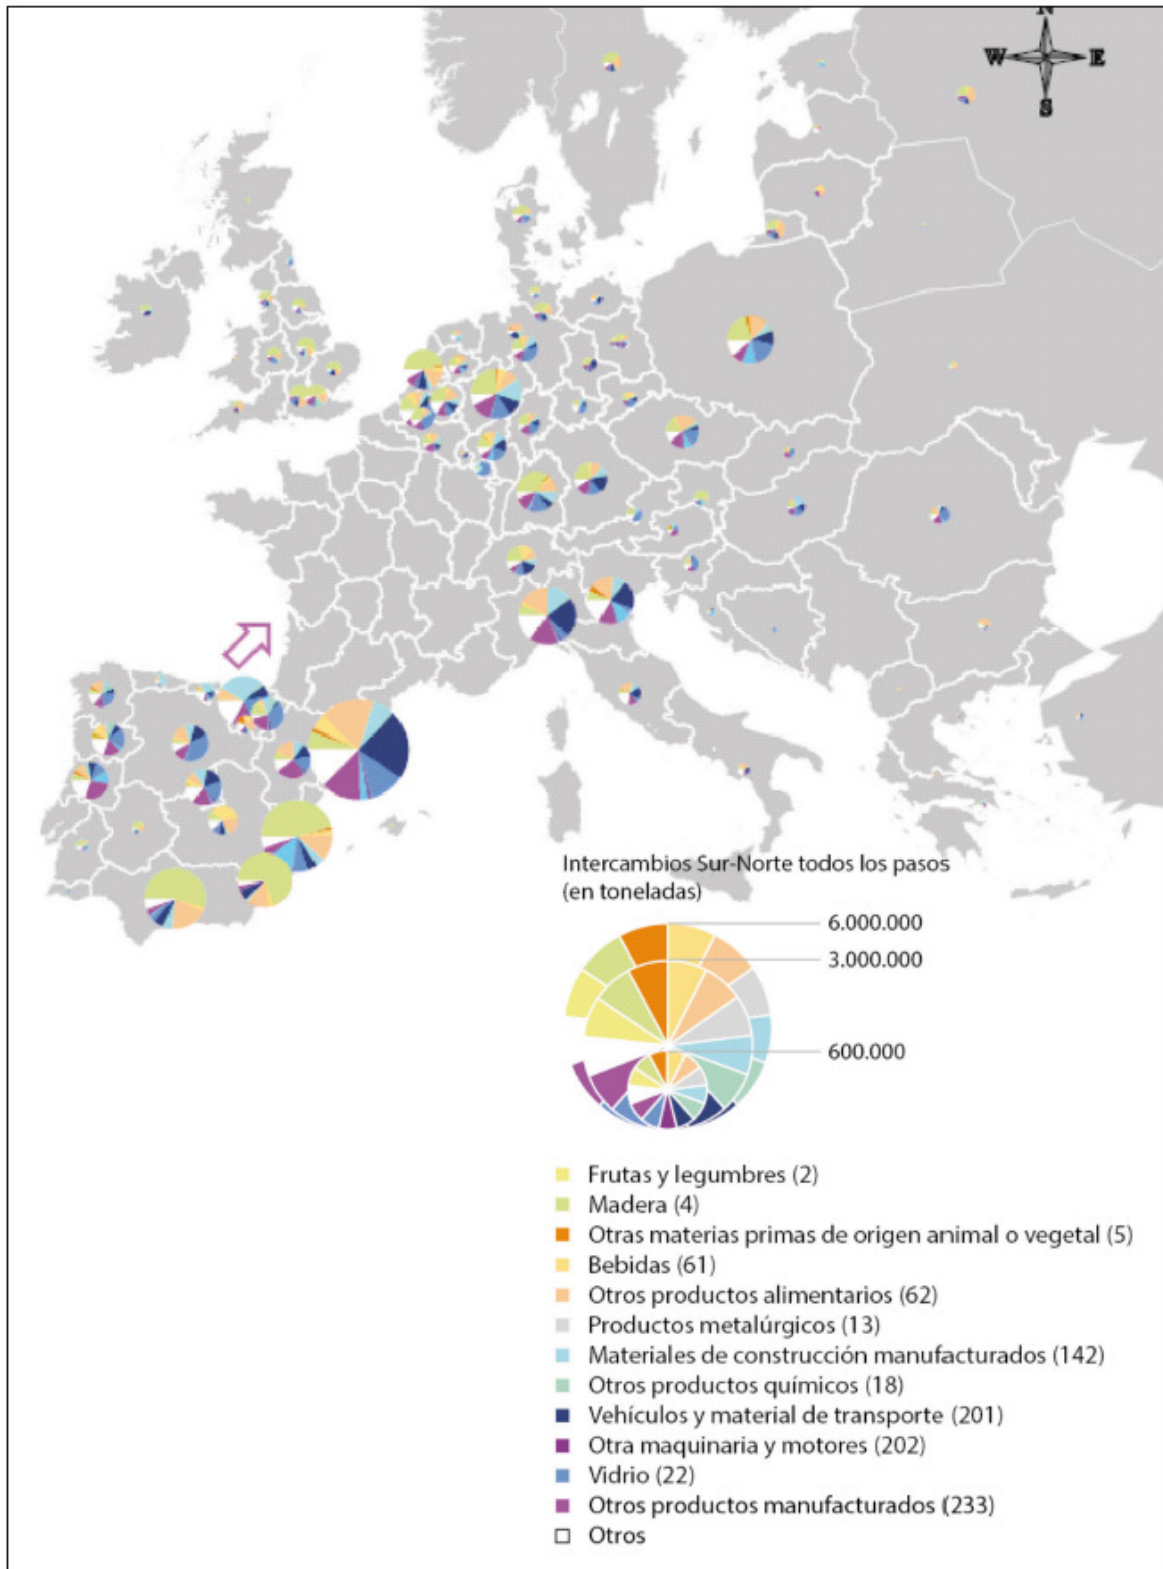 N
W E
S
Intercambios Sur-Norte todos los pasos
(en toneladas)
6.000.000
3.000.000
600.000
Frutas y legumbres (2)
Madera (4)
Otras materias primas de origen animal o vegetal (5)
Bebidas (61)
Otros productos alimentarios (62)
Productos metalúrgicos (13)
Materiales de construcción manufacturados (142)
Otros productos químicos (18)
Vehículos y material de transporte (201)
Otra maquinaria y motores (202)
Vidrio (22)
Otros productos manufacturados (233)
Otros